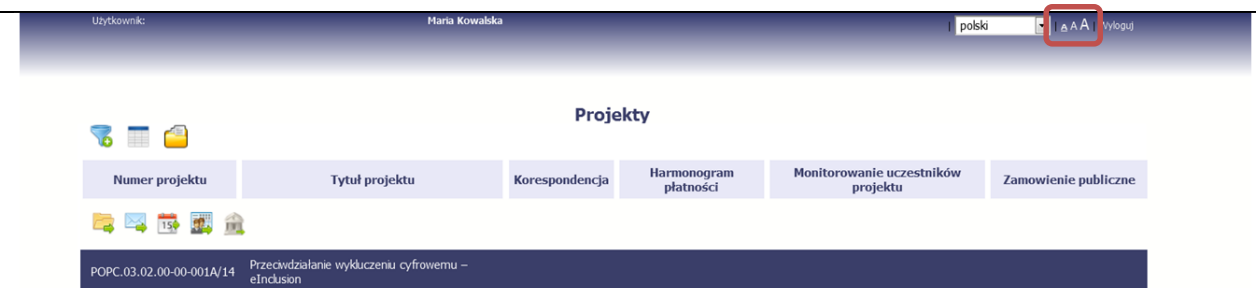 Użytkownik: Maria Kowalska | polski | A A A | Wyloguj
Projekty
Numer projektu Tytuł projektu Korespondencja Harmonogram płatności Monitorowanie uczestników projektu Zamowienie publiczne
15
POPC.03.02.00-00-001A/14 Przeciwdziałanie wykluczeniu cyfrowemu –
eInclusion